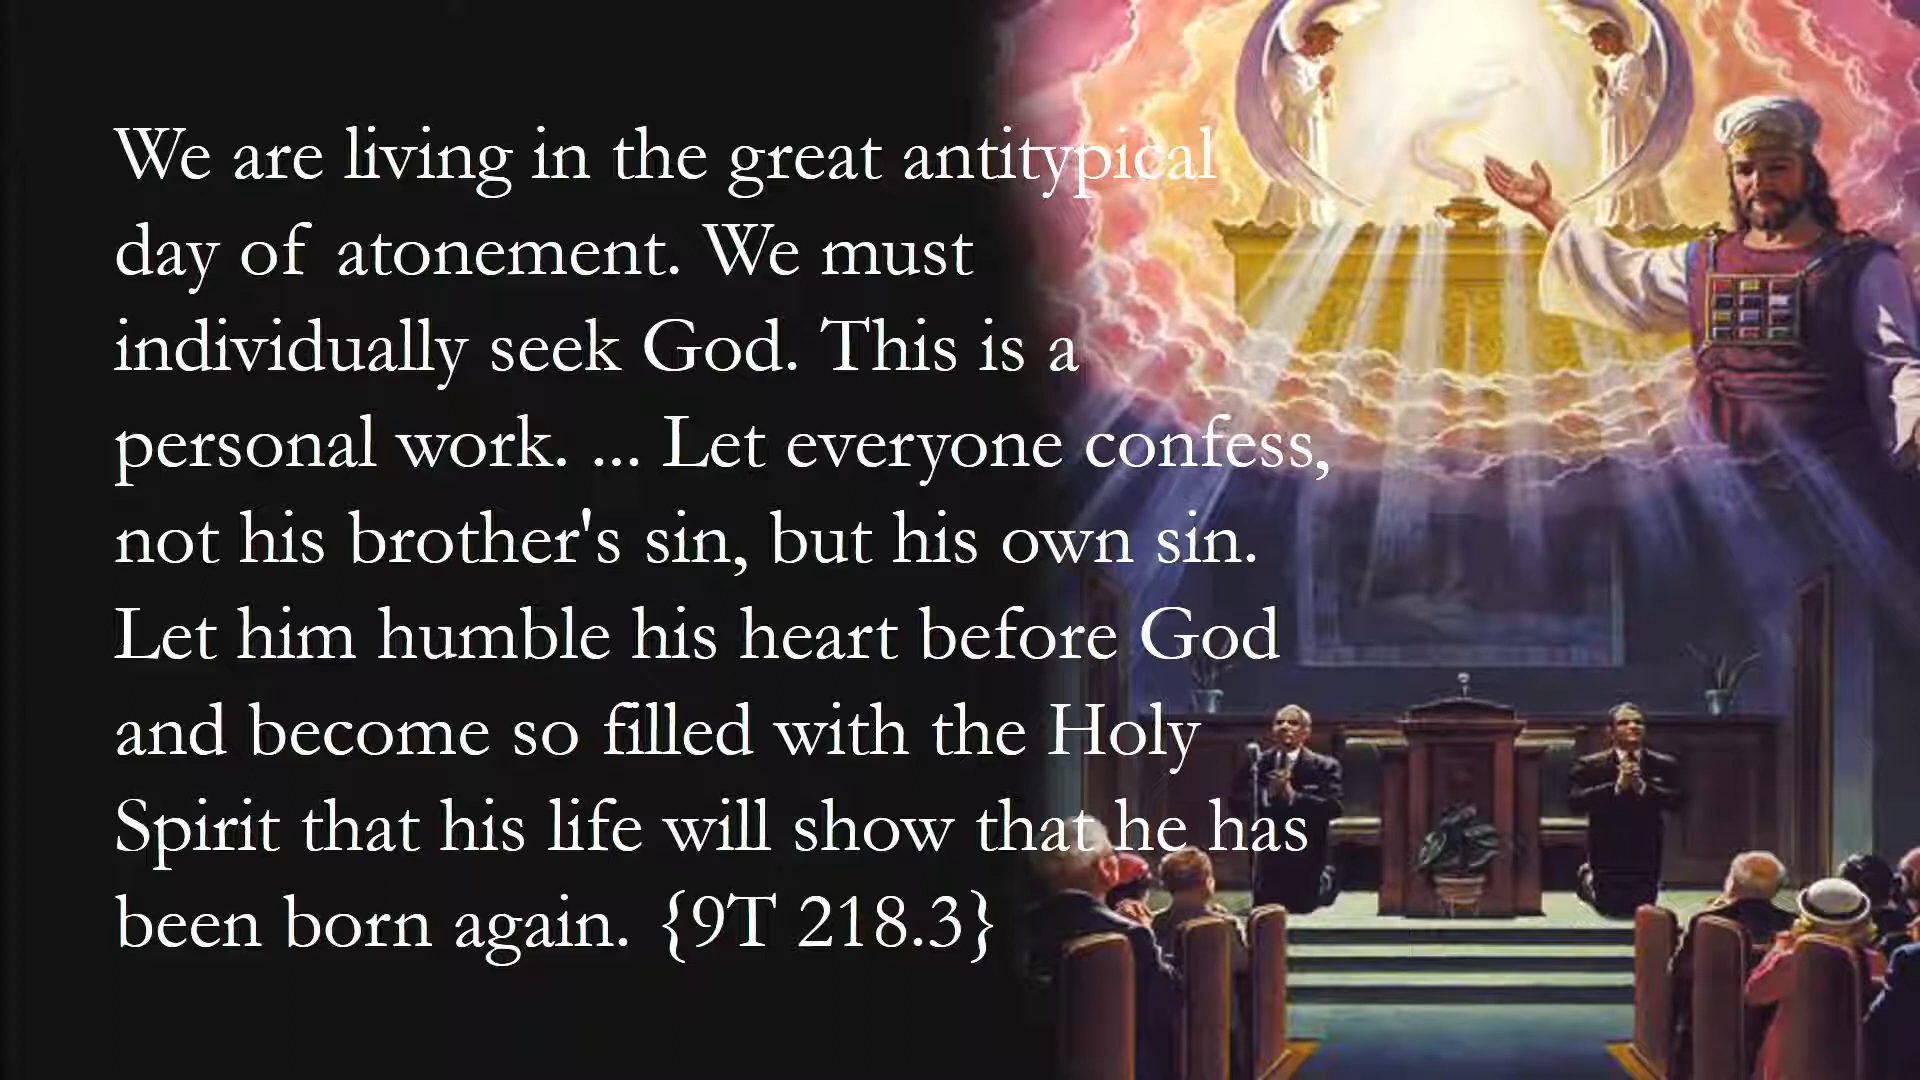 We are living in the great antitypical
day of atonement. We must
individually seek God. This is a
personal work. ... Let everyone confess,
not his brother's sin, but his own sin.
Let him humble his heart before God
and become so filled with the Holy
Spirit that his life will show that he has
been born again. {9T 218.3}